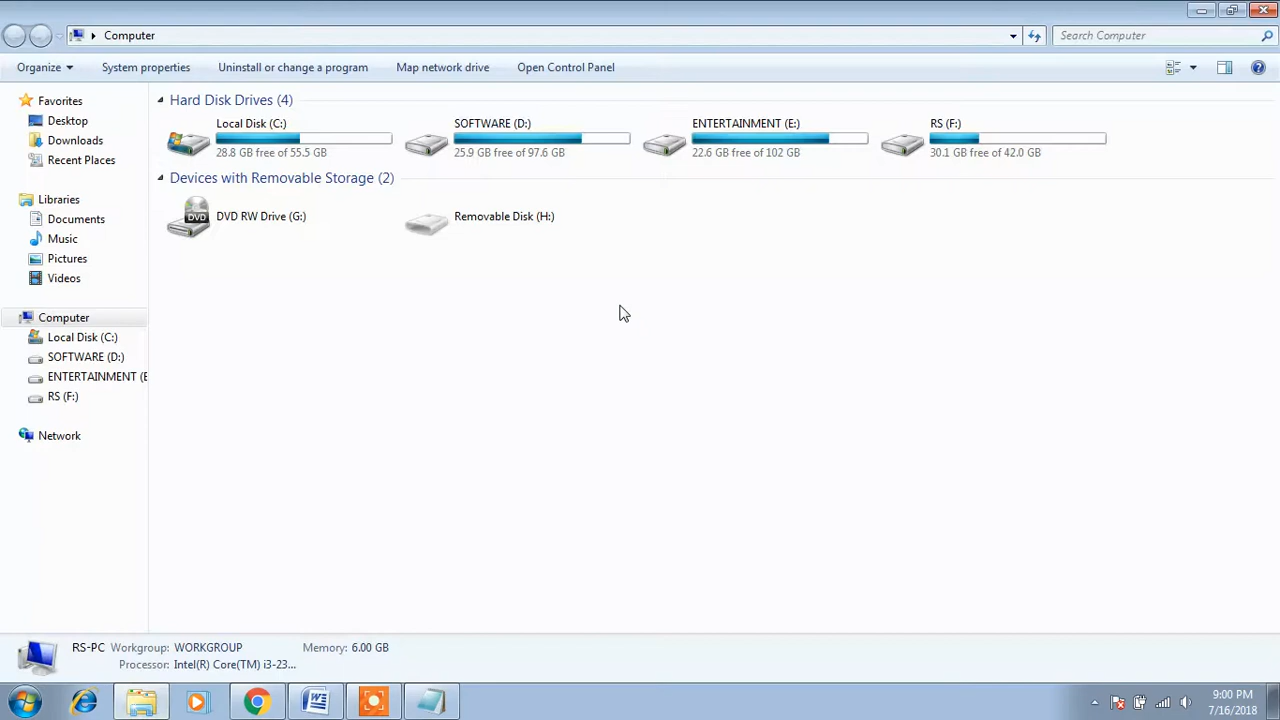 Computer
Search Computer
Organize System properties Uninstall or change a program Map network drive Open Control Panel
Favorites
Desktop
Downloads
Recent Places
Libraries
Documents
Music
Pictures
Videos
Computer
Local Disk (C:)
SOFTWARE (D:)
ENTERTAINMENT (E
RS (F:)
Network
Hard Disk Drives (4)
Local Disk (C:)
28.8 GB free of 55.5 GB
SOFTWARE (D:)
25.9 GB free of 97.6 GB
ENTERTAINMENT (E:)
22.6 GB free of 102 GB
RS (F:)
30.1 GB free of 42.0 GB
Devices with Removable Storage (2)
DVD
DVD RW Drive (G:)
Removable Disk (H:)
RS-PC Workgroup: WORKGROUP Memory: 6.00 GB
Processor: Intel(R) Core(TM) i3-23...
9:00 PM
7/16/2018